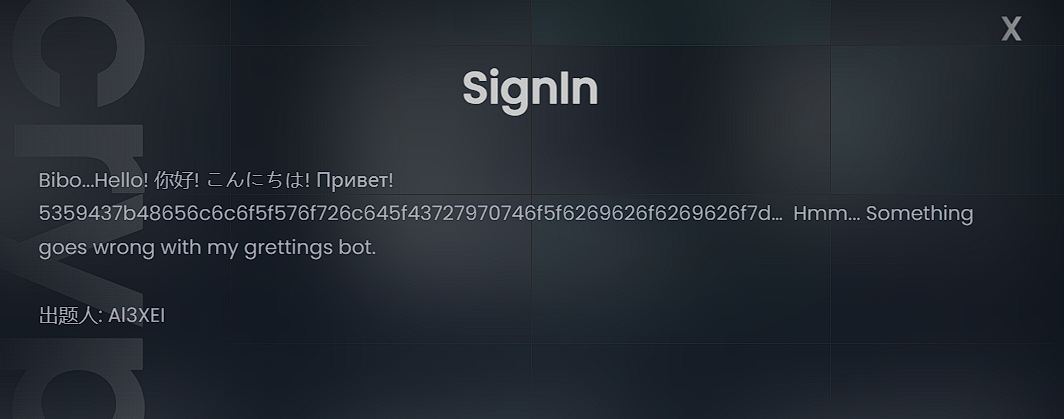 X
SignIn
Bibo...Hello! 你好! こんにちは! Привет!
5359437b48656c6c6f5f576f726c645f43727970746f5f6269626f6269626f7d... Hmm... Something
goes wrong with my grettings bot.
出题人: Al3XEI
Cryp